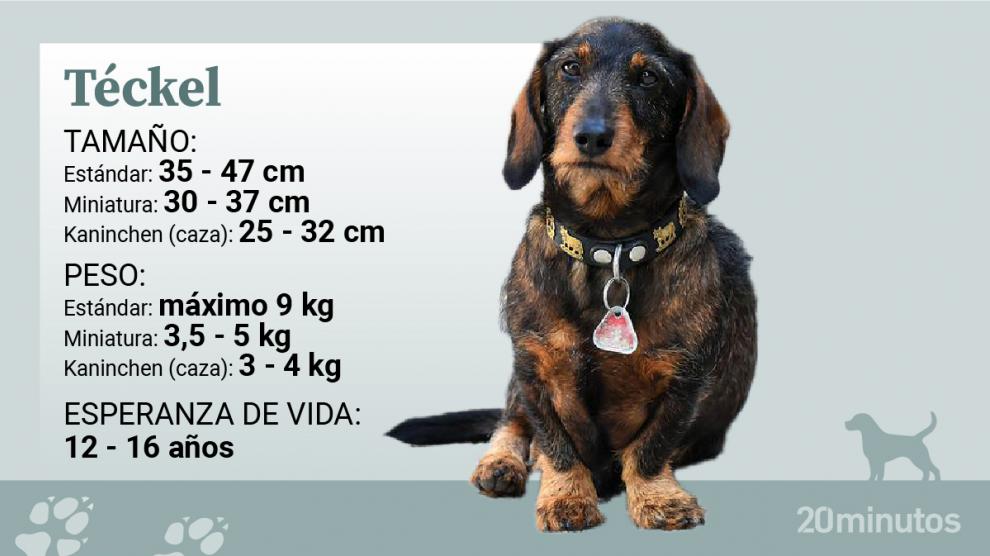 Téckel
TAMAÑO:
Estándar: 35 - 47 cm
Miniatura: 30 - 37 cm
Kaninchen (caza): 25 - 32 cm
PESO:
Estándar: máximo 9 kg
Miniatura: 3,5 - 5 kg
Kaninchen (caza): 3 - 4 kg
ESPERANZA DE VIDA:
12 - 16 años
20minutos